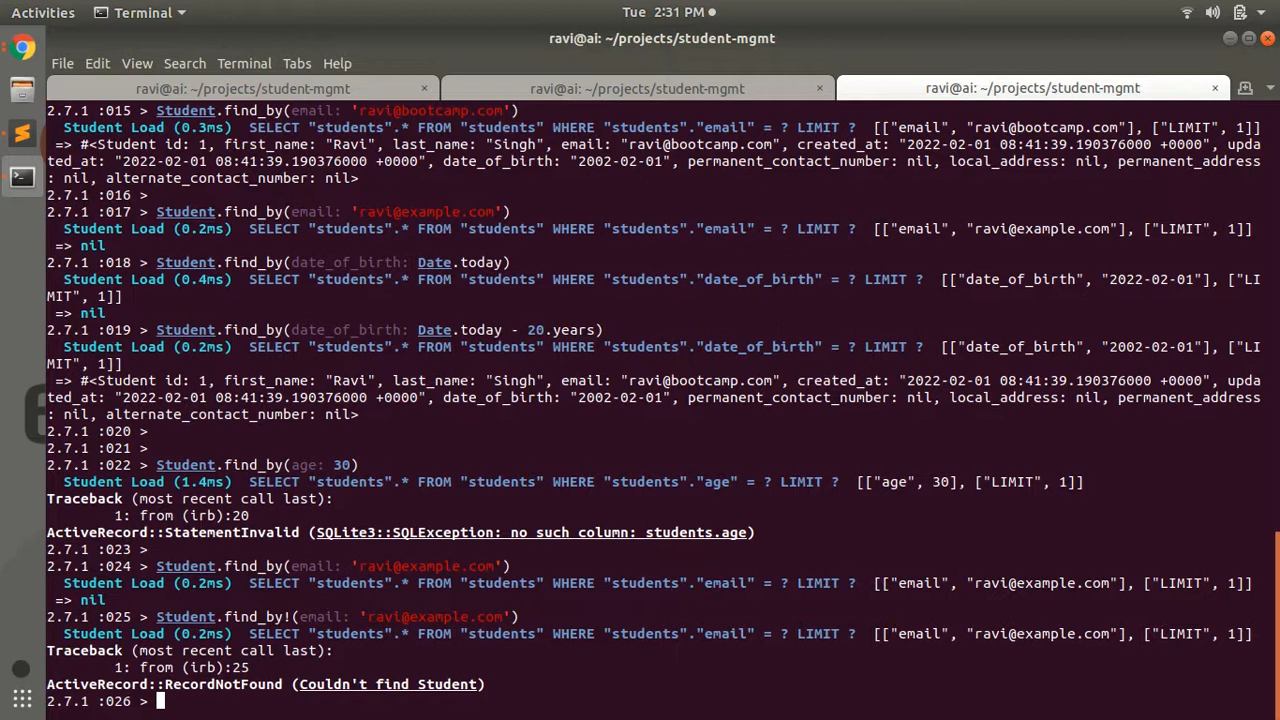 Activities Terminal Tue 2:31 PM
ravi@ai: ~/projects/student-mgmt
File Edit View Search Terminal Tabs Help
ravi@ai: ~/projects/student-mgmt × ravi@ai: ~/projects/student-mgmt × ravi@ai: ~/projects/student-mgmt ×
2.7.1 :015 > Student.find_by(email: 'ravi@bootcamp.com')
Student Load (0.3ms)  SELECT "students".* FROM "students" WHERE "students"."email" = ? LIMIT ?  [["email", "ravi@bootcamp.com"], ["LIMIT", 1]]
=> #<Student id: 1, first_name: "Ravi", last_name: "Singh", email: "ravi@bootcamp.com", created_at: "2022-02-01 08:41:39.190376000 +0000", upda
ted_at: "2022-02-01 08:41:39.190376000 +0000", date_of_birth: "2002-02-01", permanent_contact_number: nil, local_address: nil, permanent_address
: nil, alternate_contact_number: nil>
2.7.1 :016 >
2.7.1 :017 > Student.find_by(email: 'ravi@example.com')
Student Load (0.2ms)  SELECT "students".* FROM "students" WHERE "students"."email" = ? LIMIT ?  [["email", "ravi@example.com"], ["LIMIT", 1]]
=> nil
2.7.1 :018 > Student.find_by(date_of_birth: Date.today)
Student Load (0.4ms)  SELECT "students".* FROM "students" WHERE "students"."date_of_birth" = ? LIMIT ?  [["date_of_birth", "2022-02-01"], ["LI
MIT", 1]]
=> nil
2.7.1 :019 > Student.find_by(date_of_birth: Date.today - 20.years)
Student Load (0.2ms)  SELECT "students".* FROM "students" WHERE "students"."date_of_birth" = ? LIMIT ?  [["date_of_birth", "2002-02-01"], ["LI
MIT", 1]]
=> #<Student id: 1, first_name: "Ravi", last_name: "Singh", email: "ravi@bootcamp.com", created_at: "2022-02-01 08:41:39.190376000 +0000", upda
ted_at: "2022-02-01 08:41:39.190376000 +0000", date_of_birth: "2002-02-01", permanent_contact_number: nil, local_address: nil, permanent_address
: nil, alternate_contact_number: nil>
2.7.1 :020 >
2.7.1 :021 >
2.7.1 :022 > Student.find_by(age: 30)
Student Load (1.4ms)  SELECT "students".* FROM "students" WHERE "students"."age" = ? LIMIT ?  [["age", 30], ["LIMIT", 1]]
Traceback (most recent call last):
1: from (irb):20
ActiveRecord::StatementInvalid (SQLite3::SQLException: no such column: students.age)
2.7.1 :023 >
2.7.1 :024 > Student.find_by(email: 'ravi@example.com')
Student Load (0.2ms)  SELECT "students".* FROM "students" WHERE "students"."email" = ? LIMIT ?  [["email", "ravi@example.com"], ["LIMIT", 1]]
=> nil
2.7.1 :025 > Student.find_by!(email: 'ravi@example.com')
Student Load (0.2ms)  SELECT "students".* FROM "students" WHERE "students"."email" = ? LIMIT ?  [["email", "ravi@example.com"], ["LIMIT", 1]]
Traceback (most recent call last):
1: from (irb):25
ActiveRecord::RecordNotFound (Couldn't find Student)
2.7.1 :026 >